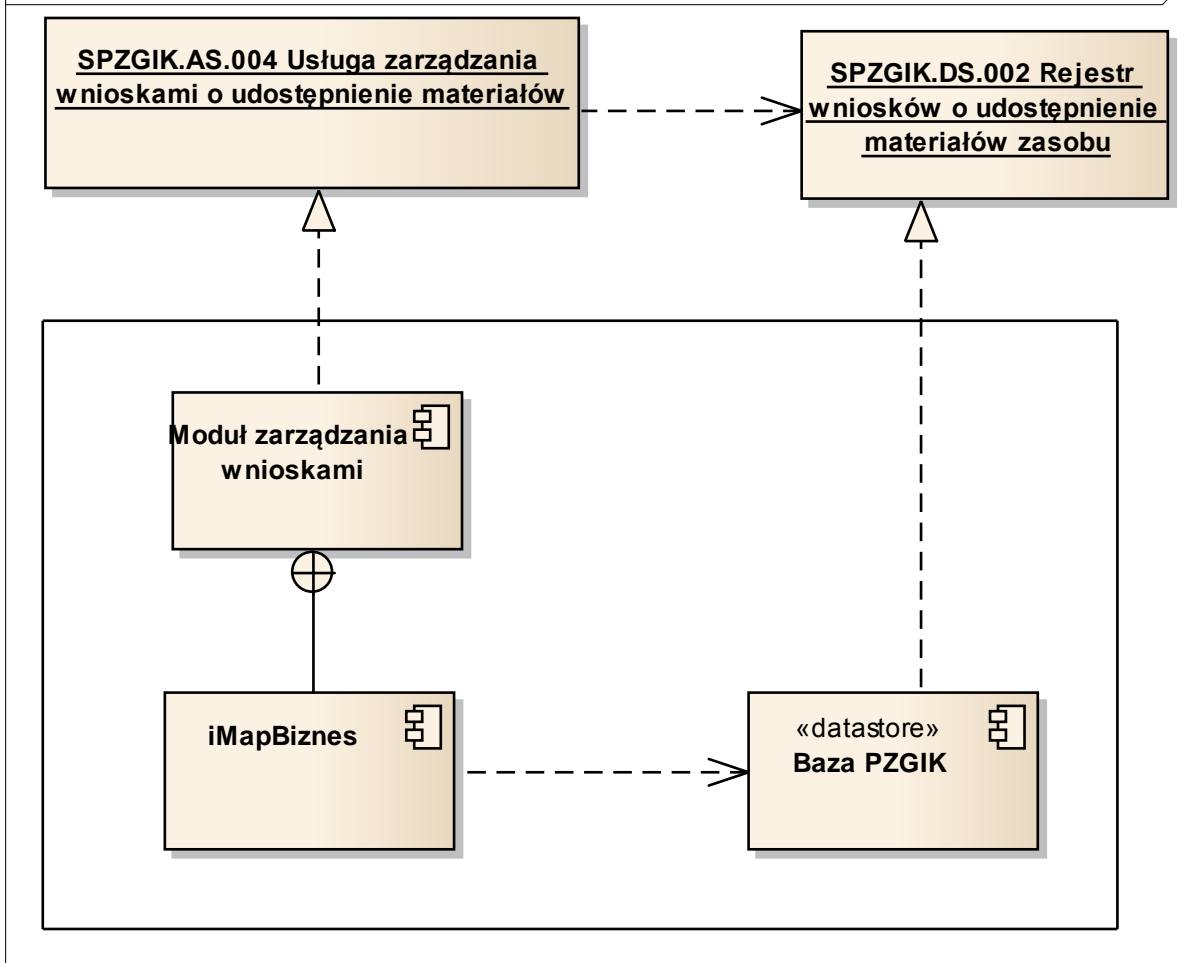 SPZGIK.AS.004 Usługa zarządzania
wnioskami o udostępnienie materiałów
SPZGIK.DS.002 Rejestr
wniosków o udostępnienie
materiałów zasobu
Moduł zarządzania
wnioskami
iMapBiznes
«datastore»
Baza PZGIK